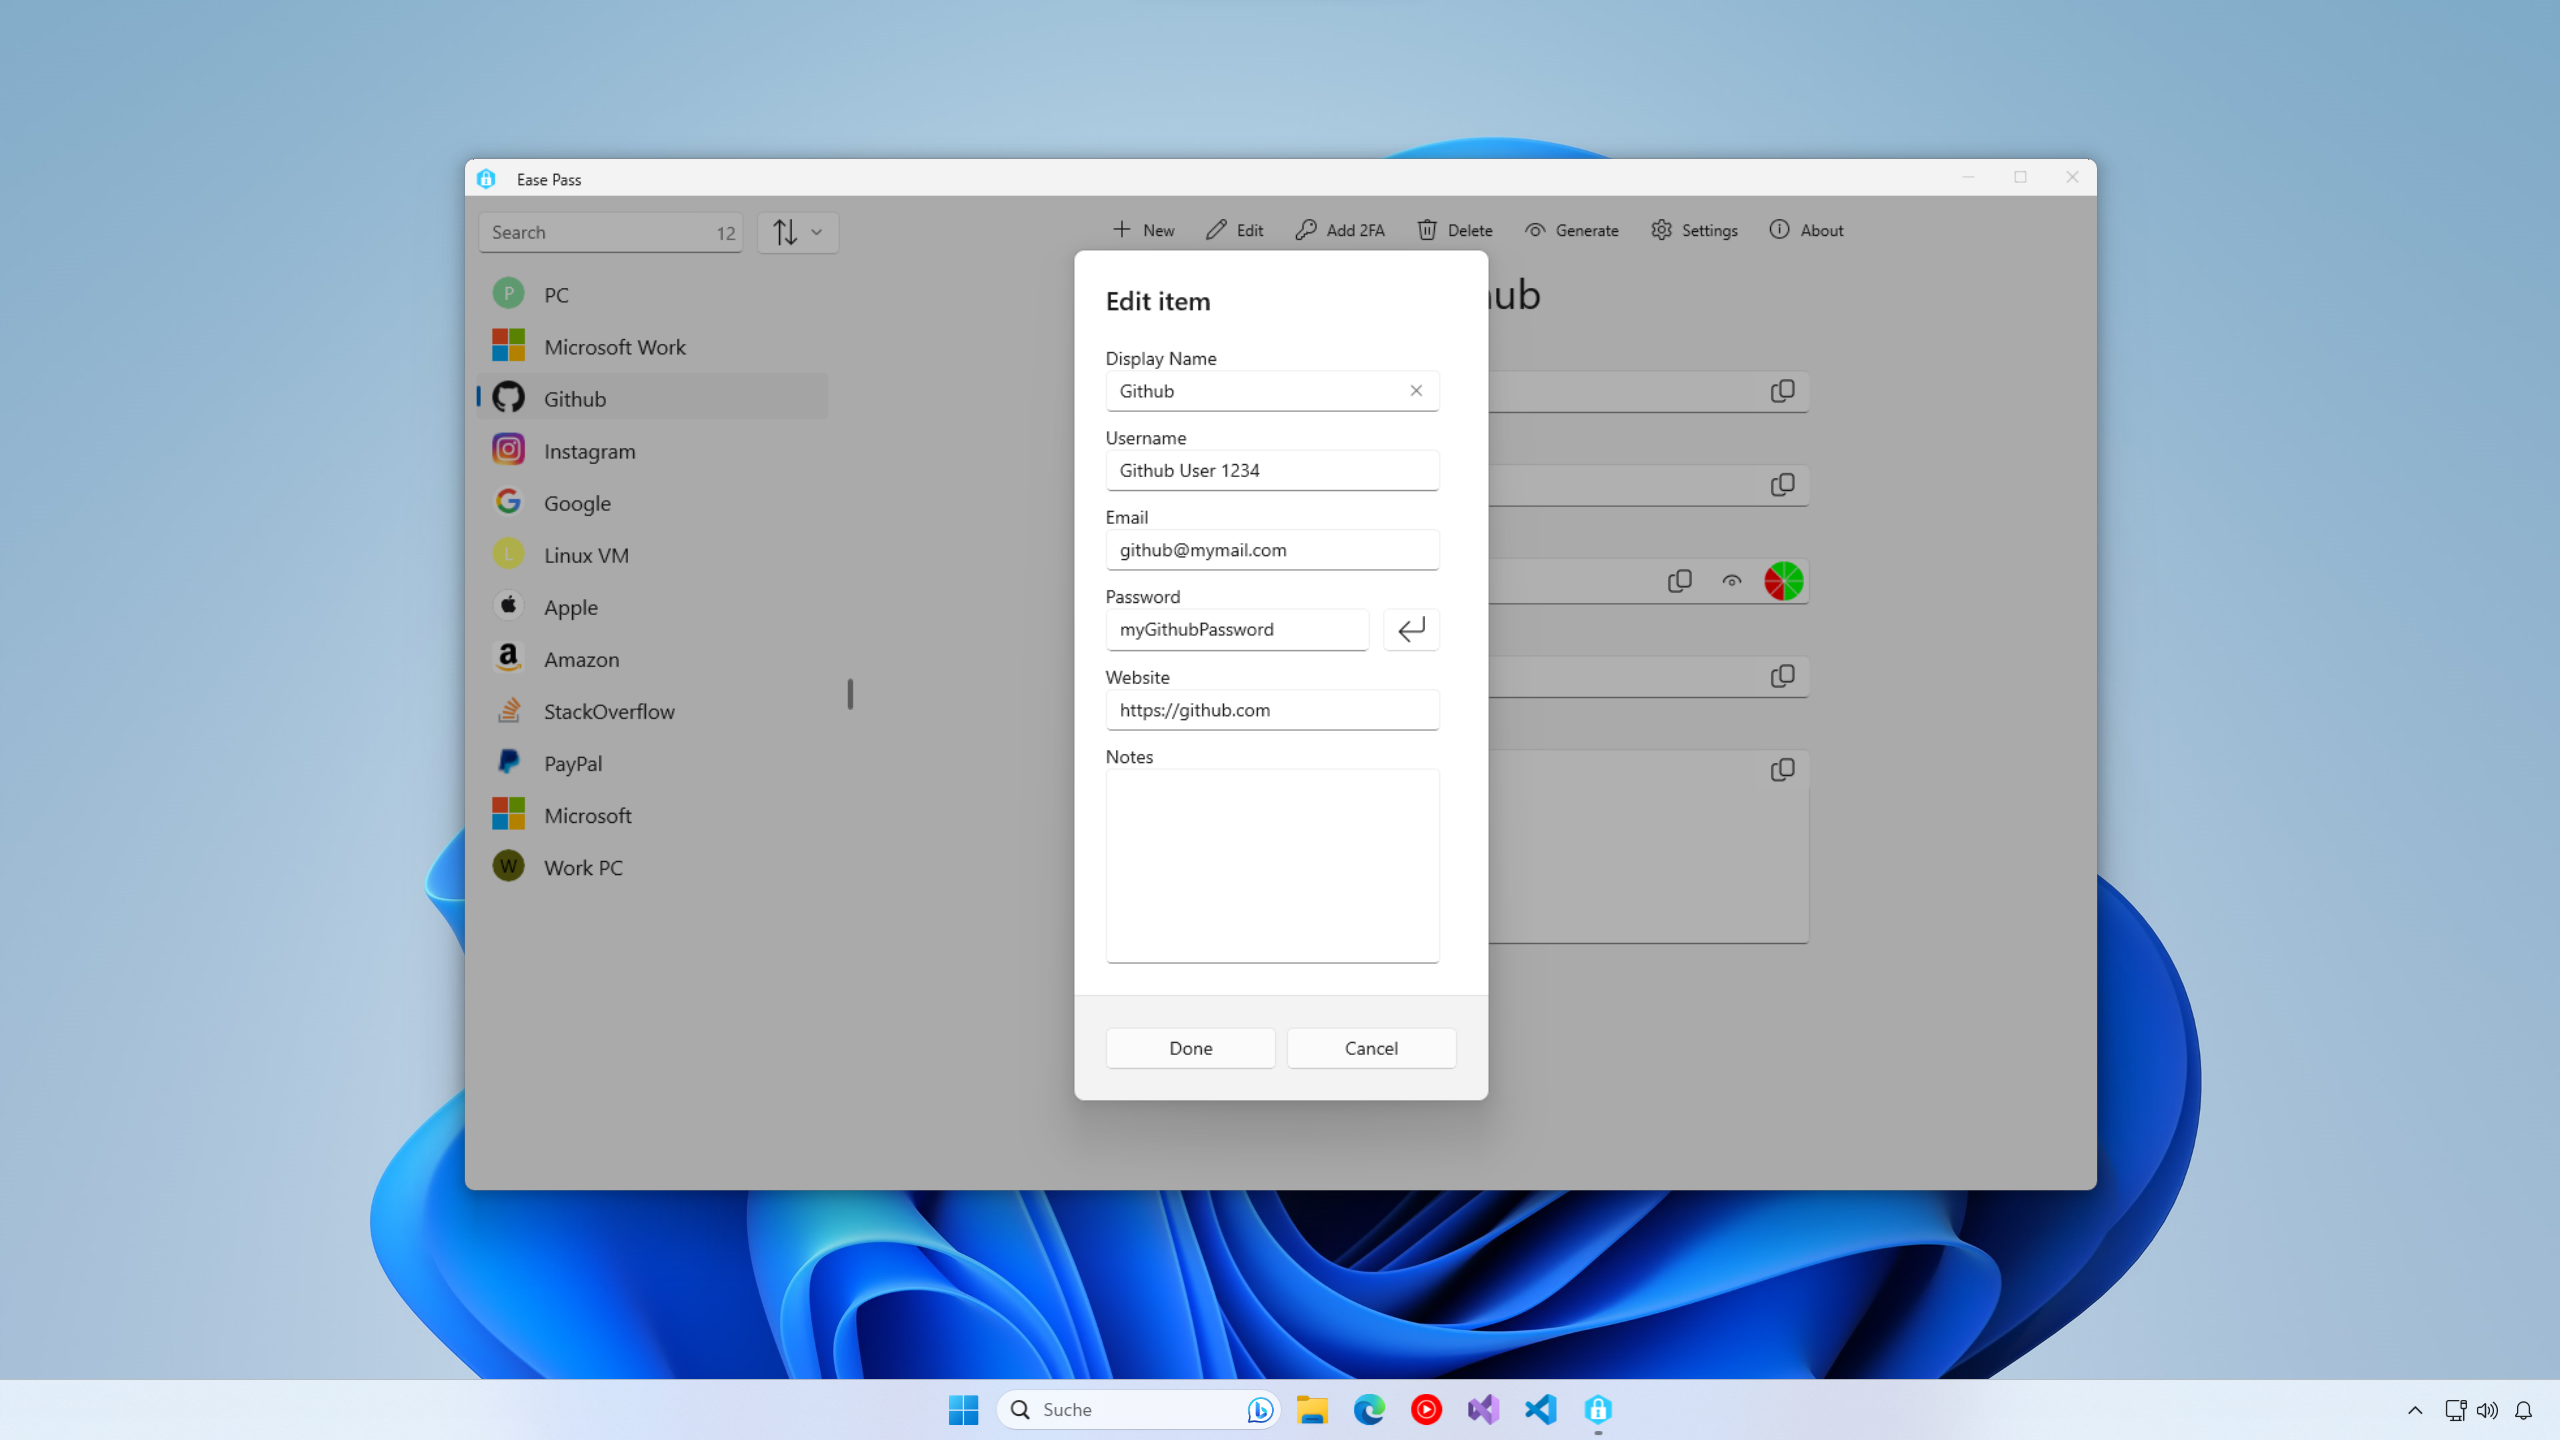 Ease Pass
Search 12
New Edit Add 2FA Delete Generate Settings About
P PC
Microsoft Work
Github
Instagram
Google
L Linux VM
Apple
Amazon
StackOverflow
PayPal
Microsoft
W Work PC
hub
Edit item
Display Name
Github
Username
Github User 1234
Email
github@mymail.com
Password
myGithubPassword
Website
https://github.com
Notes
Done Cancel
Suche